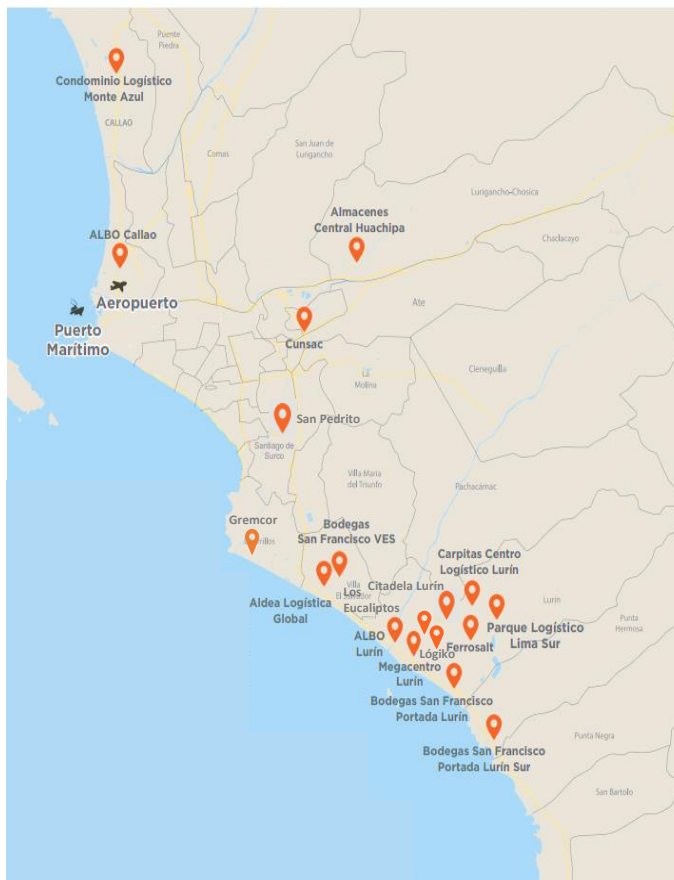 Puente
Piedra
Condominio Logístico
Monte Azul
CALLAO
Comas
San Juan de
Lurigancho
Lurigancho-Chosica
Almacenes
Central Huachipa
Chaclacayo
ALBO Callao
Aeropuerto
Puerto
Marítimo
Ate
Cunsac
La
Molina
Cieneguilla
San Pedrito
Santiago de
Surco
Villa María
del Triunfo
Pachacámac
Gremcor
Bodegas
San Francisco VES
Carpitas Centro
Logístico Lurín
Villa
Citadela Lurín
Los
Eucaliptos
Lurín
Aldea Logística
Global
Punta
Hermosa
ALBO
Lurín
Parque Logístico
Lima Sur
Ferrosalt
Lógiko
Megacentro
Lurín
Bodegas San Francisco
Portada Lurín
Punta Negra
Bodegas San Francisco
Portada Lurín Sur
San Bartolo